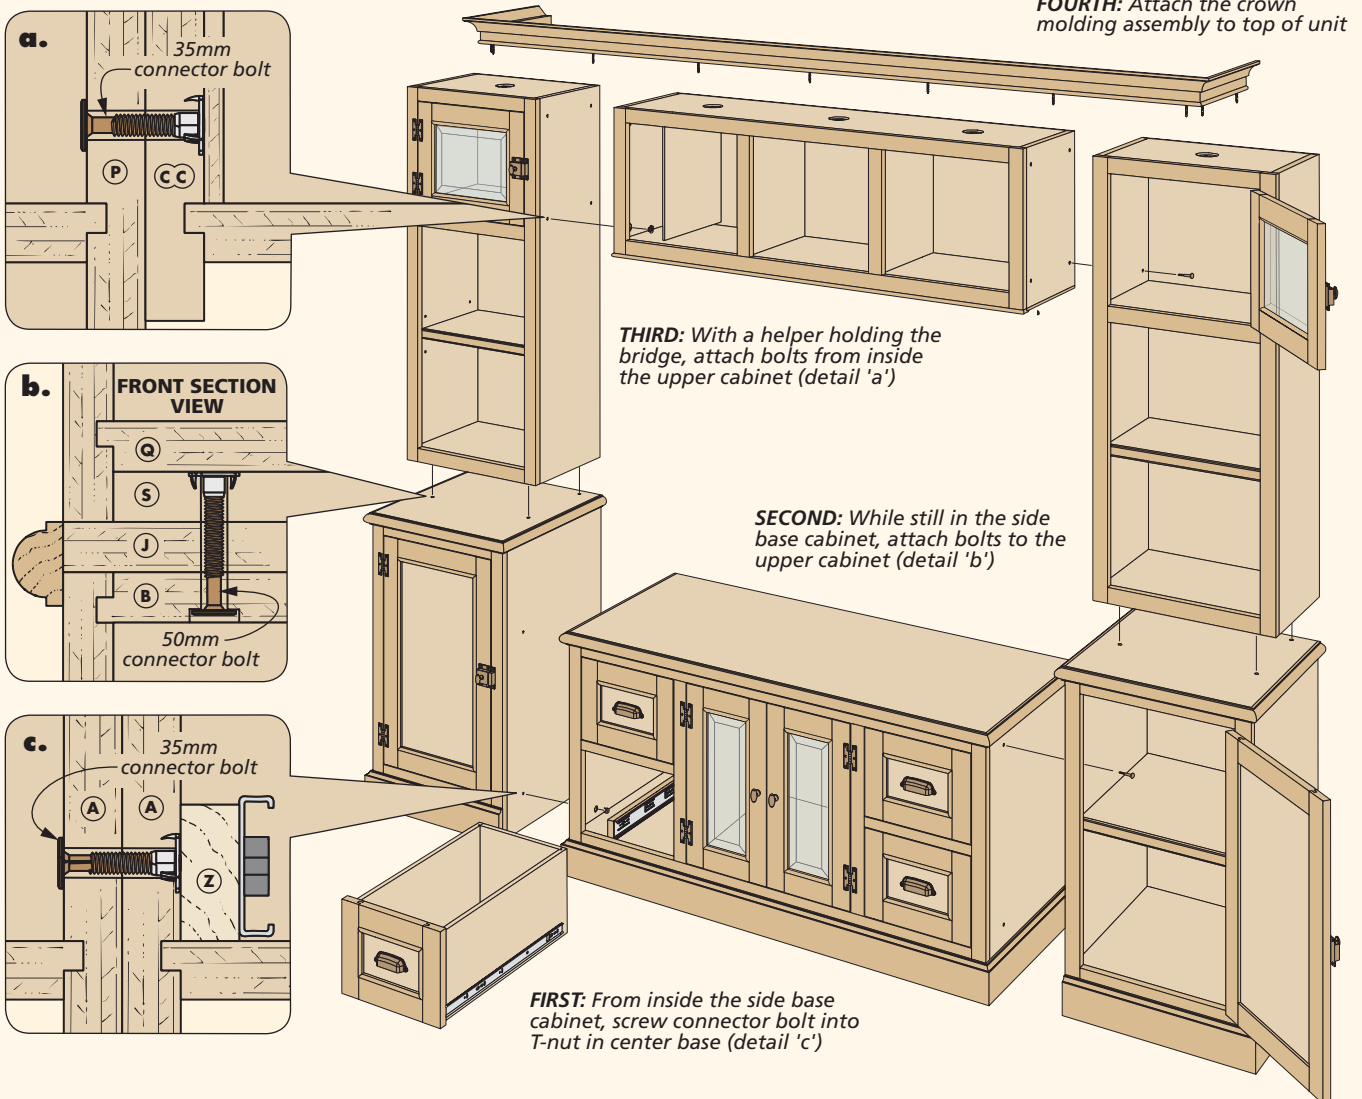 FOURTH: Attach the crown
molding assembly to top of unit
a.
35mm
connector bolt
P
CC
THIRD: With a helper holding the
bridge, attach bolts from inside
the upper cabinet (detail 'a')
b.
FRONT SECTION
VIEW
Q
S
J
B
50mm
connector bolt
SECOND: While still in the side
base cabinet, attach bolts to the
upper cabinet (detail 'b')
c.
35mm
connector bolt
A
A
Z
FIRST: From inside the side base
cabinet, screw connector bolt into
T-nut in center base (detail 'c')